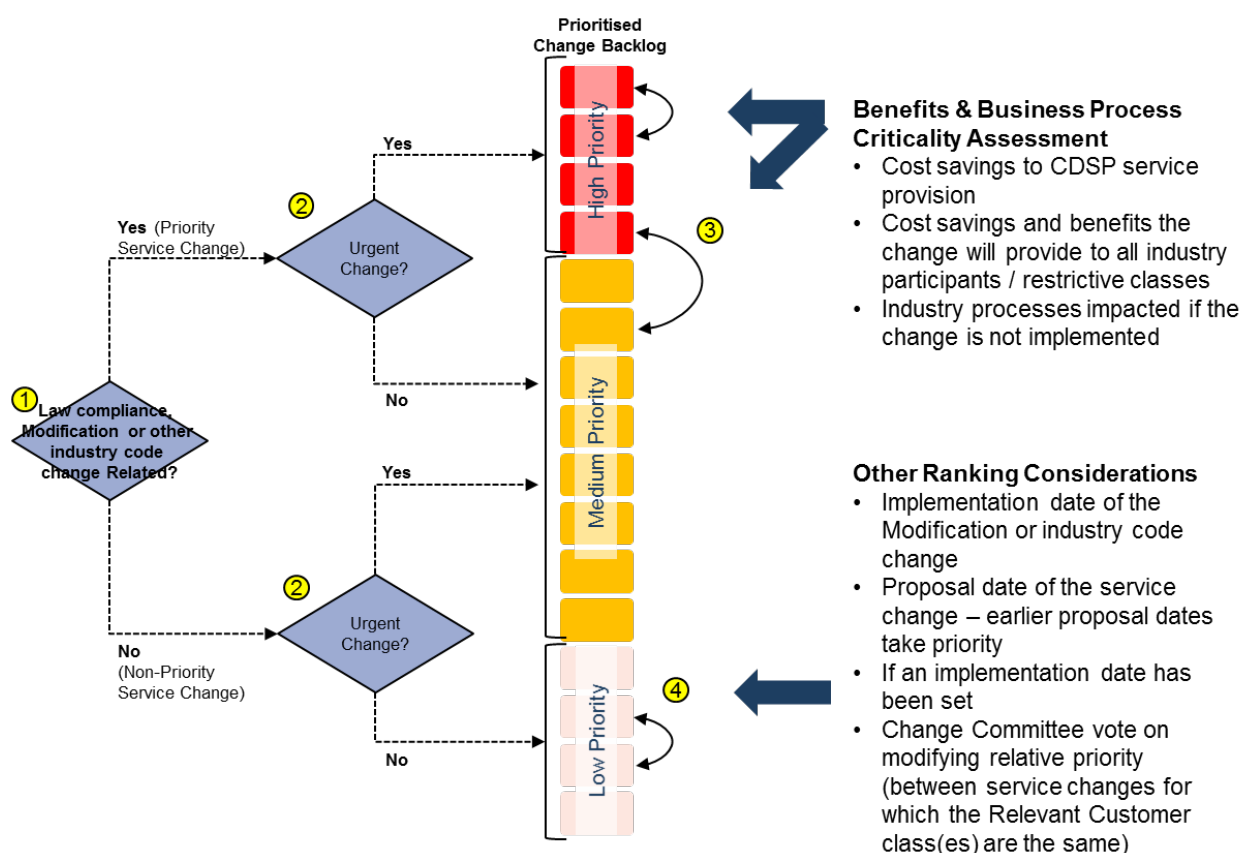 Prioritised
Change Backlog
High Priority
Medium Priority
Low Priority
Yes
2
Urgent
Change?
Yes (Priority
Service Change)
No
1
Law compliance,
Modification or other
industry code
change Related?
Yes
2
Urgent
Change?
No
(Non-Priority
Service Change)
No
3
4
Benefits & Business Process
Criticality Assessment
• Cost savings to CDSP service
provision
• Cost savings and benefits the
change will provide to all industry
participants / restrictive classes
• Industry processes impacted if the
change is not implemented
Other Ranking Considerations
• Implementation date of the
Modification or industry code
change
• Proposal date of the service
change – earlier proposal dates
take priority
• If an implementation date has
been set
• Change Committee vote on
modifying relative priority
(between service changes for
which the Relevant Customer
class(es) are the same)